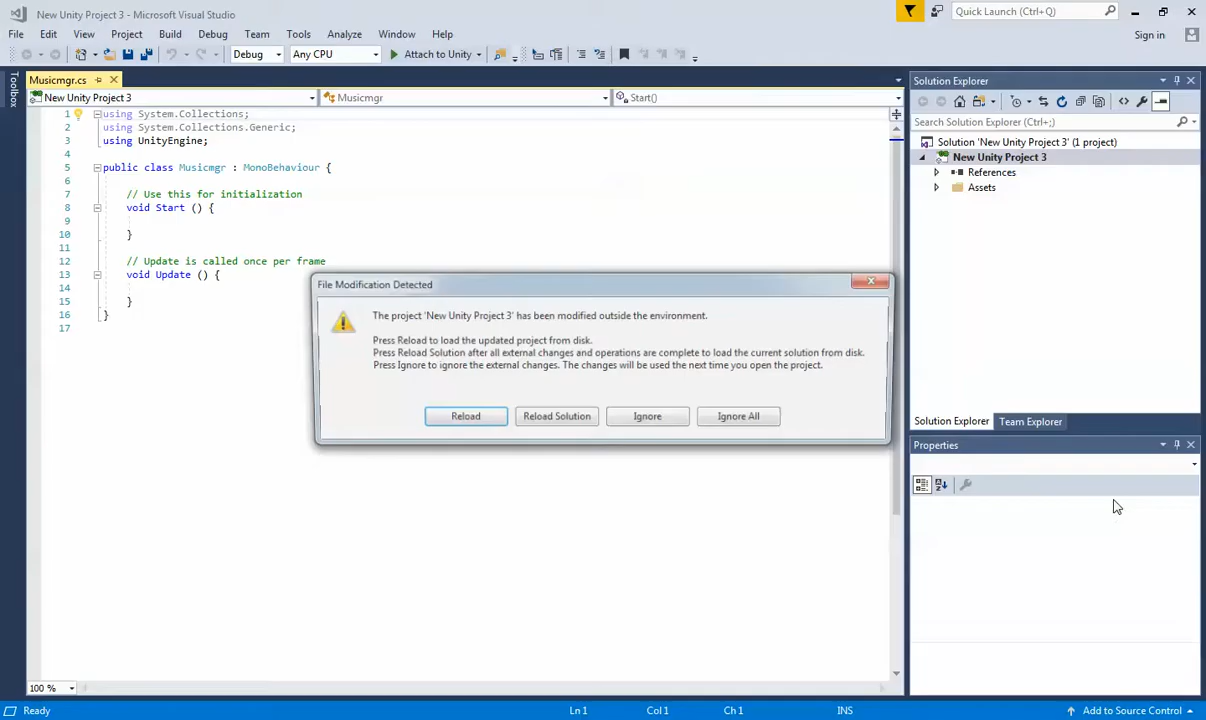 New Unity Project 3 - Microsoft Visual Studio
Quick Launch (Ctrl+Q)
File Edit View Project Build Debug Team Tools Analyze Window Help
Sign in
Debug Any CPU Attach to Unity
Toolbox
Musicmgr.cs
New Unity Project 3 Musicmgr Start()
1 using System.Collections;
2 using System.Collections.Generic;
3 using UnityEngine;
4
5 public class Musicmgr : MonoBehaviour {
6
7 // Use this for initialization
8 void Start () {
9
10 }
11
12 // Update is called once per frame
13 void Update () {
14
15 }
16 }
17
File Modification Detected
The project 'New Unity Project 3' has been modified outside the environment.
Press Reload to load the updated project from disk.
Press Reload Solution after all external changes and operations are complete to load the current solution from disk.
Press Ignore to ignore the external changes. The changes will be used the next time you open the project.
Reload Reload Solution Ignore Ignore All
Solution Explorer
Search Solution Explorer (Ctrl+;)
Solution 'New Unity Project 3' (1 project)
New Unity Project 3
References
Assets
Solution Explorer Team Explorer
Properties
100 %
Ready Ln 1 Col 1 Ch 1 INS Add to Source Control